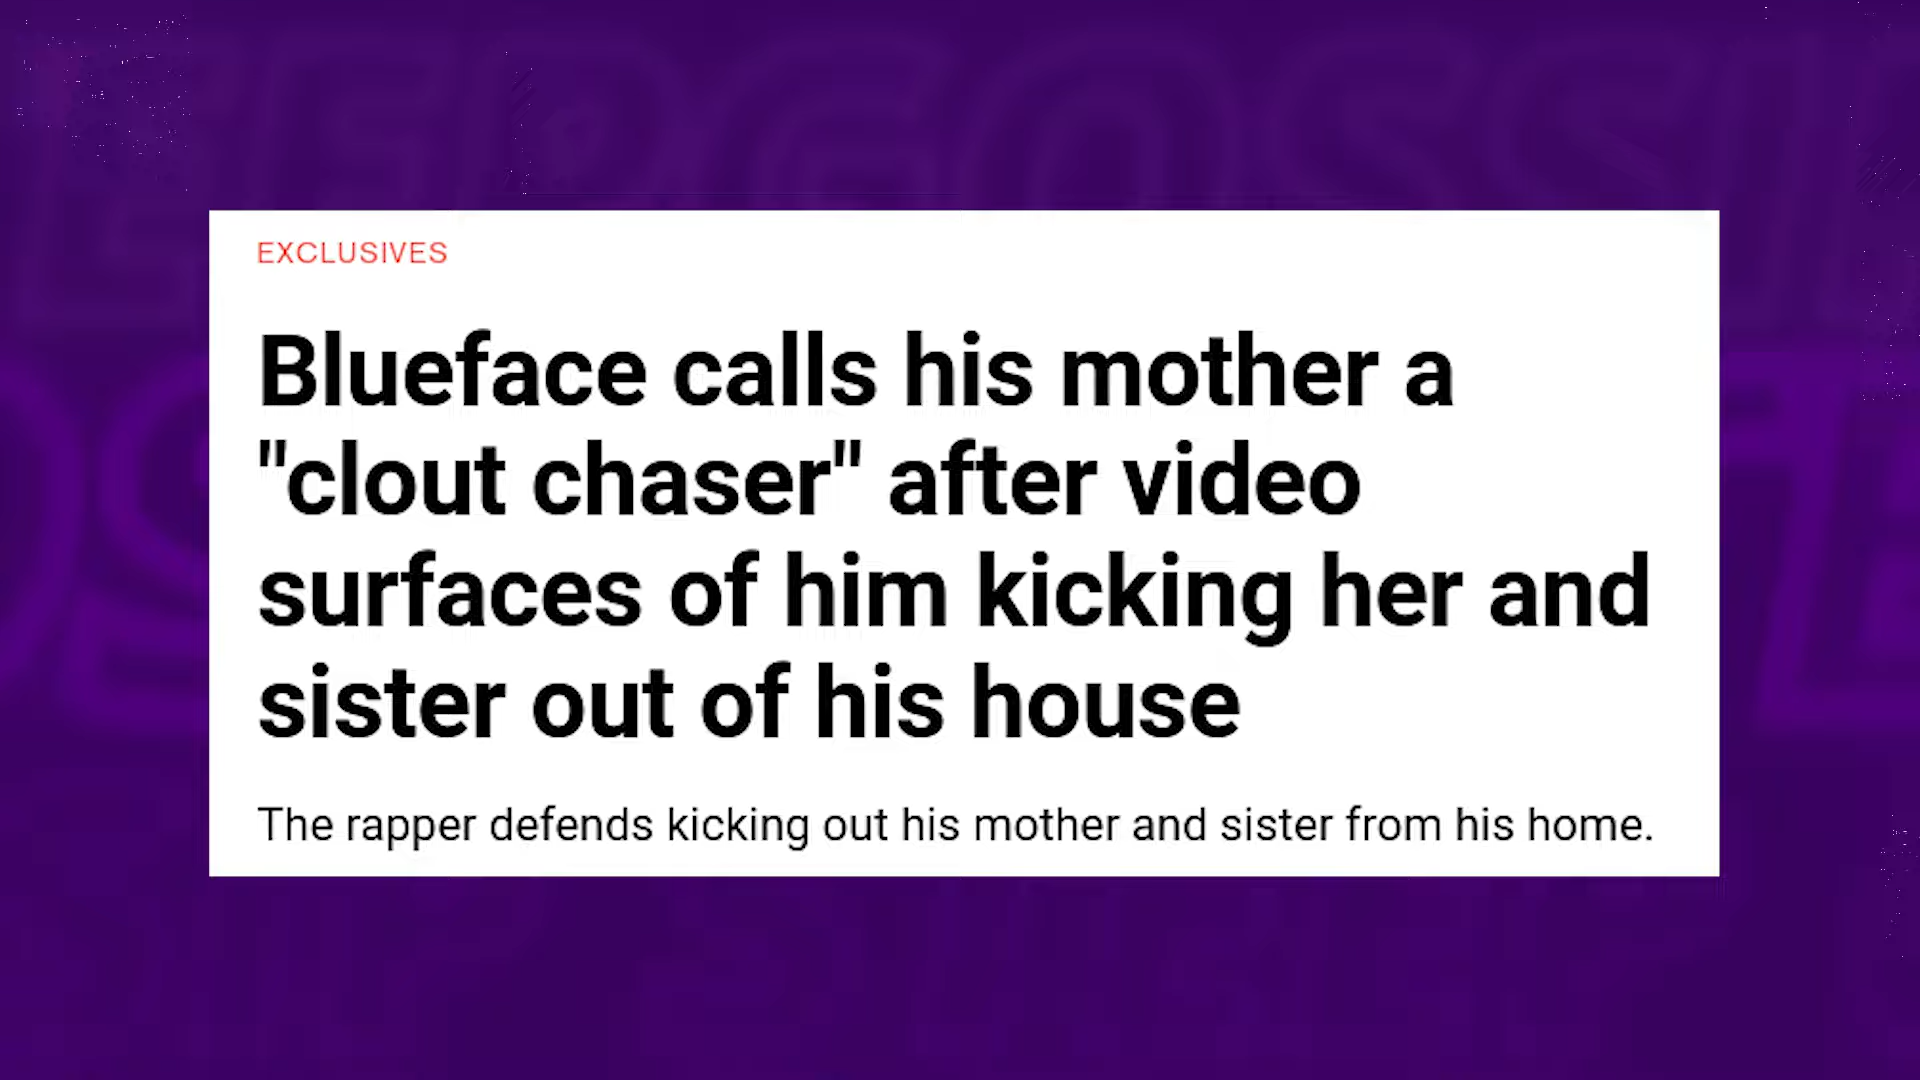 EXCLUSIVES
Blueface calls his mother a
"clout chaser" after video
surfaces of him kicking her and
sister out of his house
The rapper defends kicking out his mother and sister from his home.